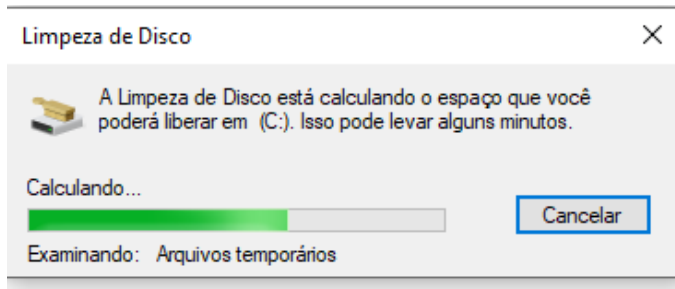 Limpeza de Disco
A Limpeza de Disco está calculando o espaço que você
poderá liberar em  (C:). Isso pode levar alguns minutos.
Calculando...
Cancelar
Examinando:   Arquivos temporários